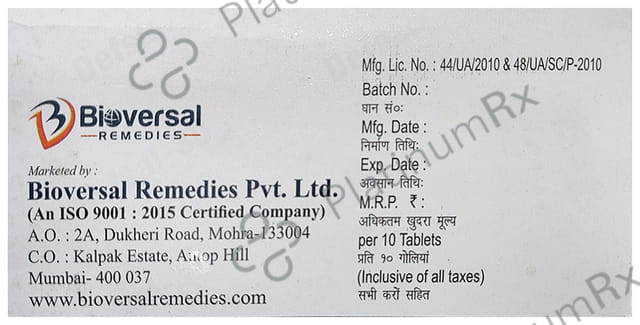 Bioversal
REMEDIES
Marketed by :
Bioversal Remedies Pvt. Ltd.
(An ISO 9001 : 2015 Certified Company)
A.O. : 2A, Dukheri Road, Mohra-133004
C.O. : Kalpak Estate, Antop Hill
Mumbai- 400 037
www.bioversalremedies.com
Mfg. Lic. No. : 44/UA/2010 & 48/UA/SC/P-2010
Batch No. :
घान सं०:
Mfg. Date :
निर्माण तिथि:
Exp. Date :
अवसान तिथि:
M.R.P. ₹ :
अधिकतम खुदरा मूल्य
per 10 Tablets
प्रति १० गोलियां
(Inclusive of all taxes)
सभी करों सहित
PlatinumRx
PlatinumRx